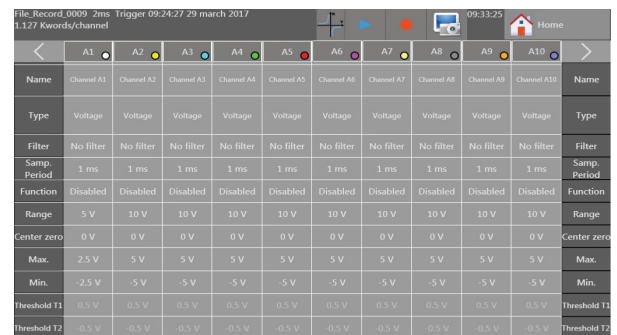 File_Record_0009 2ms Trigger 09:24:27 29 mars 2017
1.127 Kwords/channel
09:33:25
Home
A1 A2 A3 A4 A5 A6 A7 A8 A9 A10
Name Channel A1 Channel A2 Channel A3 Channel A4 Channel A5 Channel A6 Channel A7 Channel A8 Channel A9 Channel A10 Name
Type Voltage Voltage Voltage Voltage Voltage Voltage Voltage Voltage Voltage Voltage Type
Filter No filter No filter No filter No filter No filter No filter No filter No filter No filter No filter Filter
Samp. Period 1 ms 1 ms 1 ms 1 ms 1 ms 1 ms 1 ms 1 ms 1 ms 1 ms Samp. Period
Function Disabled Disabled Disabled Disabled Disabled Disabled Disabled Disabled Disabled Disabled Function
Range 5 V 10 V 10 V 10 V 10 V 10 V 10 V 10 V 10 V 10 V Range
Center zero 0 V 0 V 0 V 0 V 0 V 0 V 0 V 0 V 0 V 0 V Center zero
Max. 2.5 V 5 V 5 V 5 V 5 V 5 V 5 V 5 V 5 V 5 V Max.
Min. -2.5 V -5 V -5 V -5 V -5 V -5 V -5 V -5 V -5 V -5 V Min.
Threshold T1 0.5 V 0.5 V 0.5 V 0.5 V 0.5 V 0.5 V 0.5 V 0.5 V 0.5 V 0.5 V Threshold T1
Threshold T2 -0.5 V -0.5 V -0.5 V -0.5 V -0.5 V -0.5 V -0.5 V -0.5 V -0.5 V -0.5 V Threshold T2